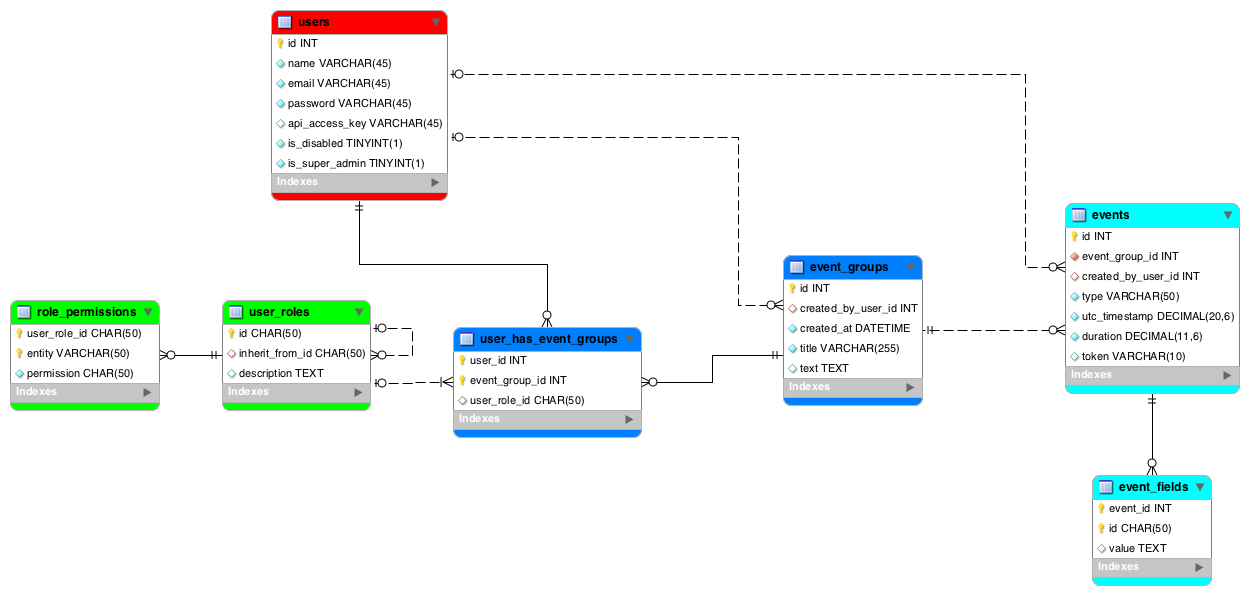 users
id INT
name VARCHAR(45)
email VARCHAR(45)
password VARCHAR(45)
api_access_key VARCHAR(45)
is_disabled TINYINT(1)
is_super_admin TINYINT(1)
Indexes
role_permissions
user_role_id CHAR(50)
entity VARCHAR(50)
permission CHAR(50)
Indexes
user_roles
id CHAR(50)
inherit_from_id CHAR(50)
description TEXT
Indexes
user_has_event_groups
user_id INT
event_group_id INT
user_role_id CHAR(50)
Indexes
event_groups
id INT
created_by_user_id INT
created_at DATETIME
title VARCHAR(255)
text TEXT
Indexes
events
id INT
event_group_id INT
created_by_user_id INT
type VARCHAR(50)
utc_timestamp DECIMAL(20,6)
duration DECIMAL(11,6)
token VARCHAR(10)
Indexes
event_fields
event_id INT
id CHAR(50)
value TEXT
Indexes